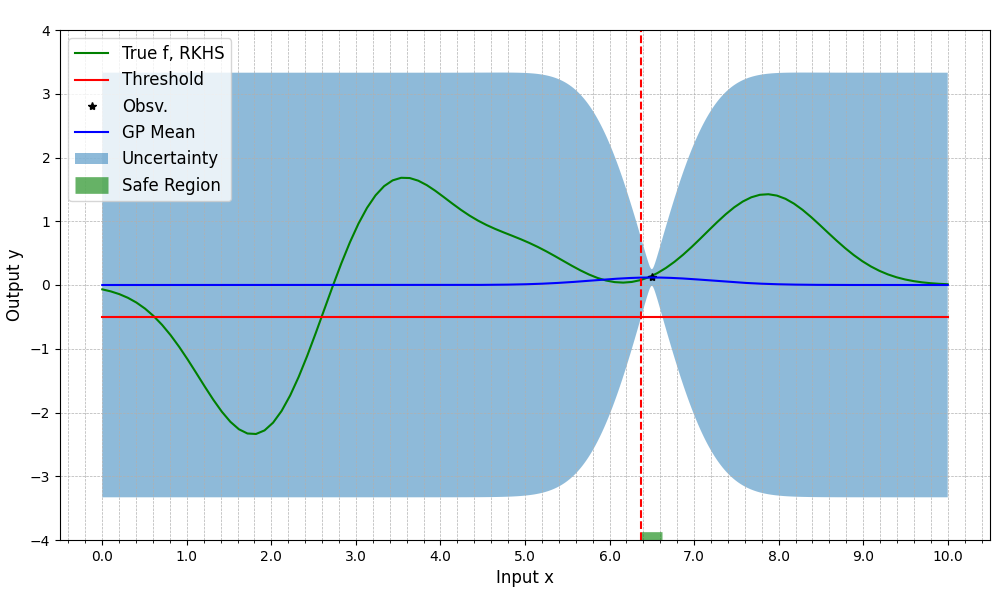 True f, RKHS
Threshold
Obsv.
GP Mean
Uncertainty
Safe Region
4
3
2
1
0
−1
−2
−3
−4
Output y
0.0 1.0 2.0 3.0 4.0 5.0 6.0 7.0 8.0 9.0 10.0
Input x